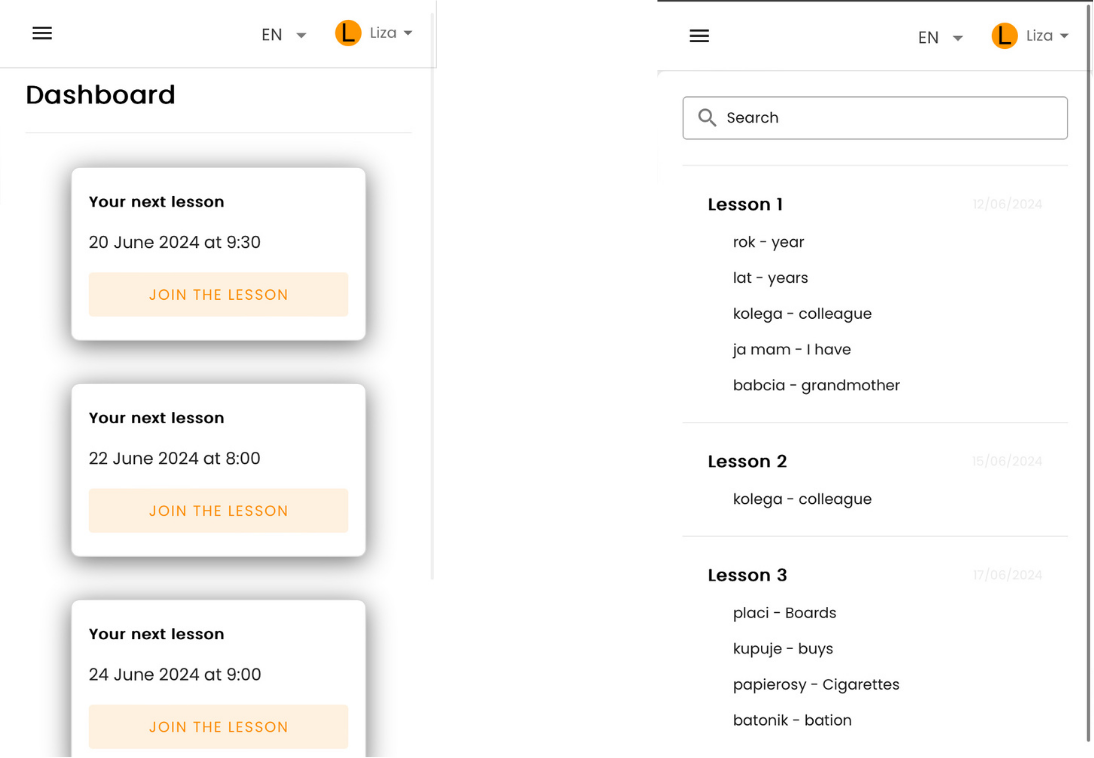 EN
L Liza
Dashboard
Your next lesson
20 June 2024 at 9:30
JOIN THE LESSON
Your next lesson
22 June 2024 at 8:00
JOIN THE LESSON
Your next lesson
24 June 2024 at 9:00
JOIN THE LESSON
EN
L Liza
Search
Lesson 1 12/06/2024
rok - year
lat - years
kolega - colleague
ja mam - I have
babcia - grandmother
Lesson 2 15/06/2024
kolega - colleague
Lesson 3 17/06/2024
placi - Boards
kupuje - buys
papierosy - Cigarettes
batonik - bation